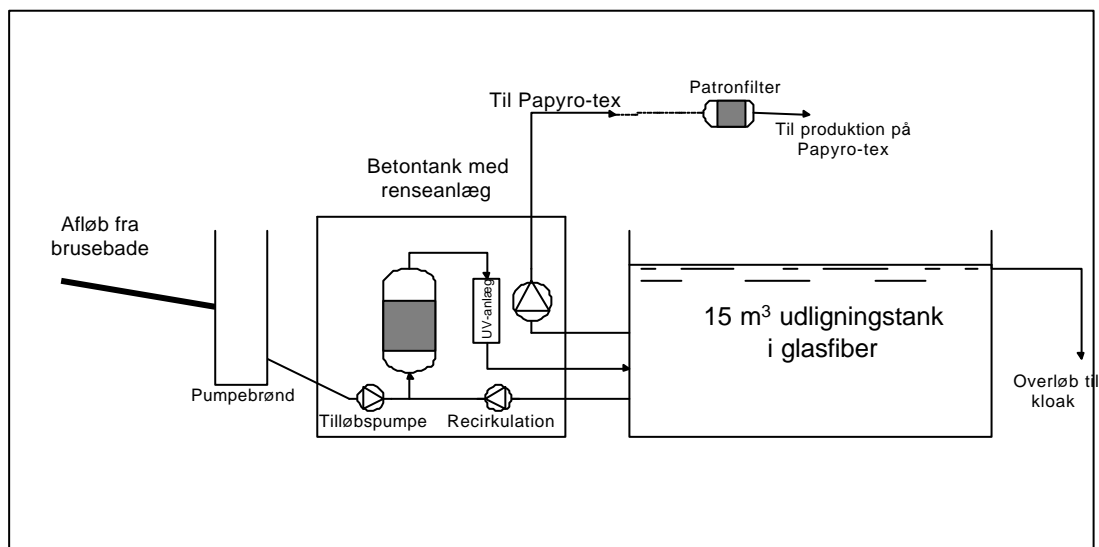 Patronfilter
Til Papyro-tex
Til produktion på
Papyro-tex
Betontank med
renseanlæg
Afløb fra
brusebade
UV-anlæg
15 m³ udligningstank
i glasfiber
Pumpebrønd
Tilløbspumpe
Recirkulation
Overløb til
kloak